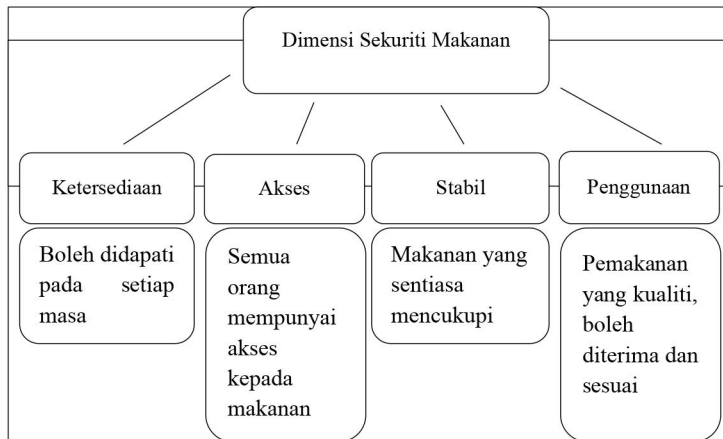 Dimensi Sekuriti Makanan
Ketersediaan
Akses
Stabil
Penggunaan
Boleh didapati
pada setiap
masa
Semua
orang
mempunyai
akses
kepada
makanan
Makanan yang
sentiasa
mencukupi
Pemakanan
yang kualiti,
boleh
diterima dan
sesuai